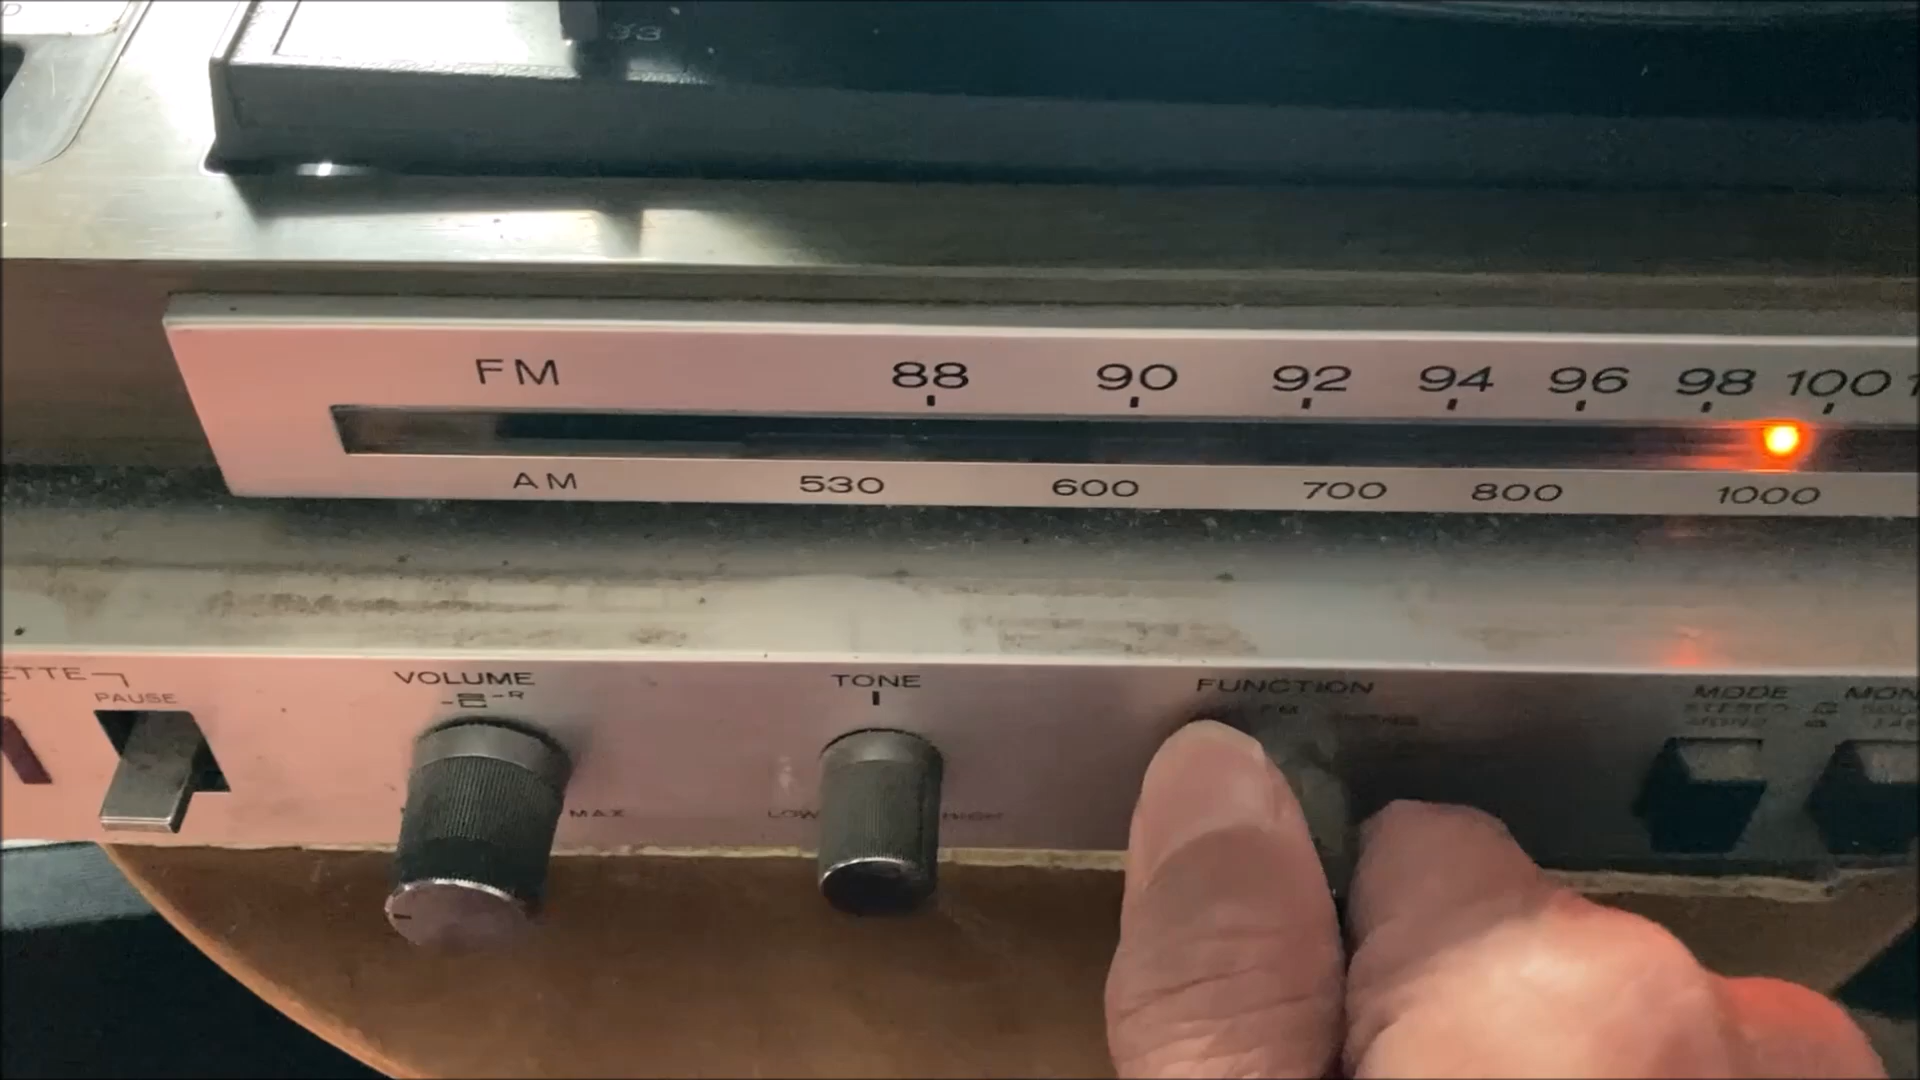 33
FM 88 90 92 94 96 98 100
AM 530 600 700 800 1000
ETTE
PAUSE
VOLUME
R
MAX
TONE
LOW HIGH
FUNCTION
FM
MODE
STEREO
MONO
MON